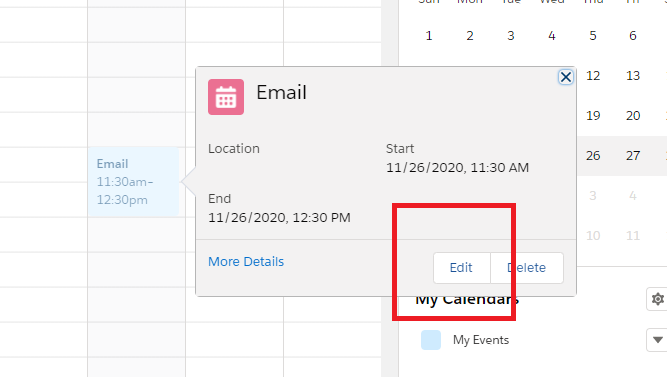 Sun Mon Tue Wed Thu Fri
1 2 3 4 5 6
12 13
19 20
26 27
3 4
10 11
Email
Location
Start
11/26/2020, 11:30 AM
End
11/26/2020, 12:30 PM
More Details
Edit
Delete
Email
11:30am–
12:30pm
My Calendars
My Events